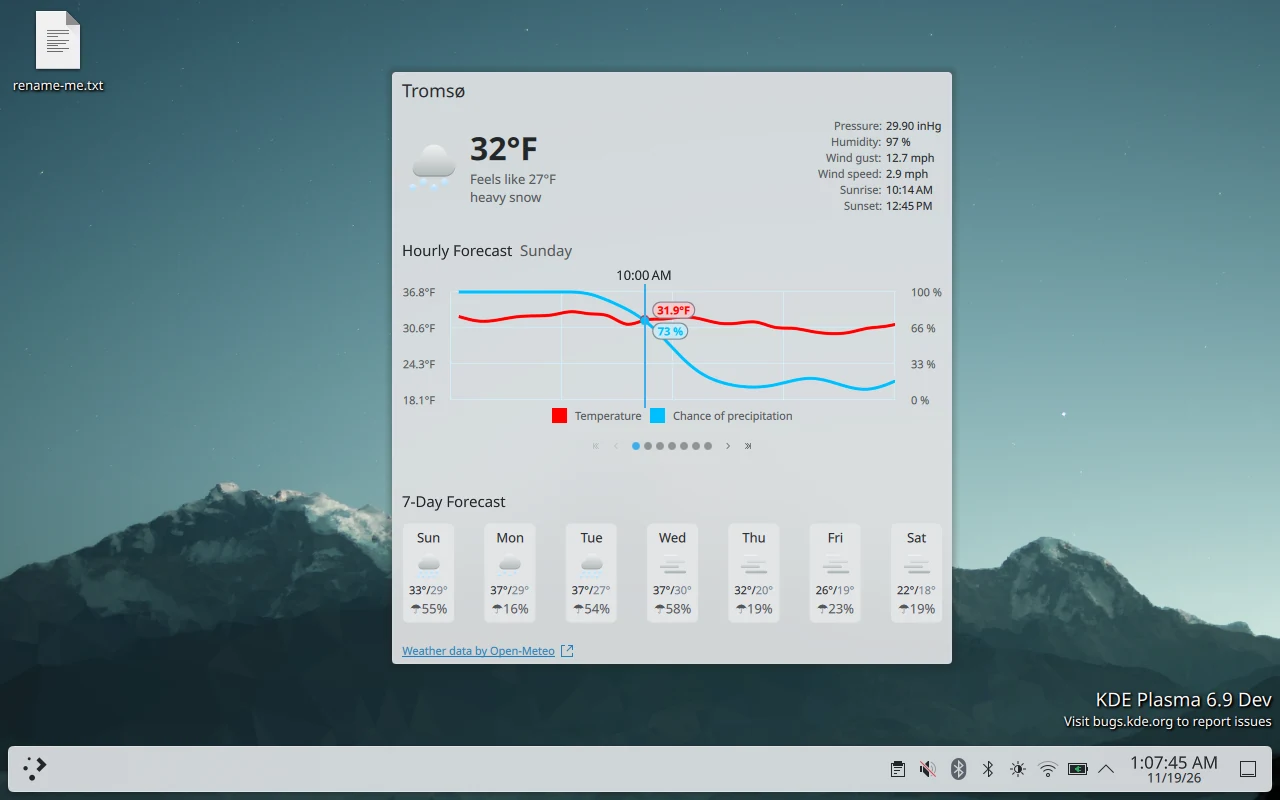 rename-me.txt
Tromsø
32°F
Feels like 27°F
heavy snow
Pressure: 29.90 inHg
Humidity: 97 %
Wind gust: 12.7 mph
Wind speed: 2.9 mph
Sunrise: 10:14 AM
Sunset: 12:45 PM
Hourly Forecast Sunday
10:00 AM
36.8°F 100 %
31.9°F
30.6°F 73 % 66 %
24.3°F 33 %
18.1°F 0 %
Temperature Chance of precipitation
7-Day Forecast
Sun Mon Tue Wed Thu Fri Sat
33°/29° 37°/29° 37°/27° 37°/30° 32°/20° 26°/19° 22°/18°
55% 16% 54% 58% 19% 23% 19%
Weather data by Open-Meteo
KDE Plasma 6.9 Dev
Visit bugs.kde.org to report issues
1:07:45 AM
11/19/26